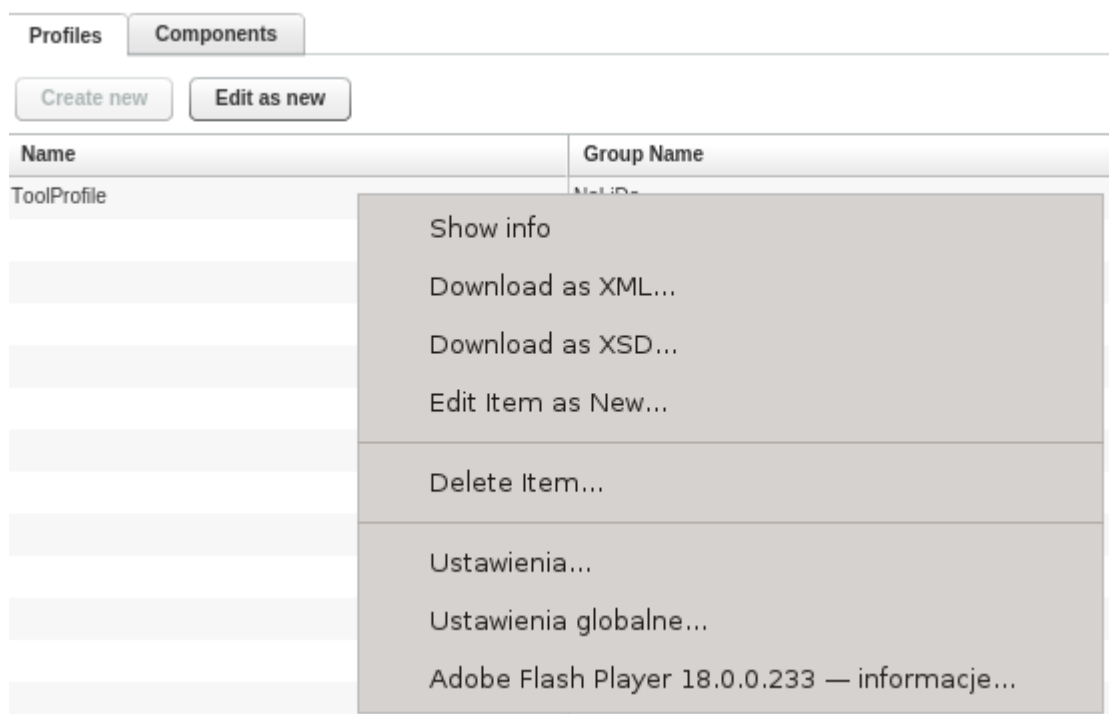 Profiles Components
Create new Edit as new
Name Group Name
ToolProfile
Show info
Download as XML...
Download as XSD...
Edit Item as New...
Delete Item...
Ustawienia...
Ustawienia globalne...
Adobe Flash Player 18.0.0.233 — informacje...